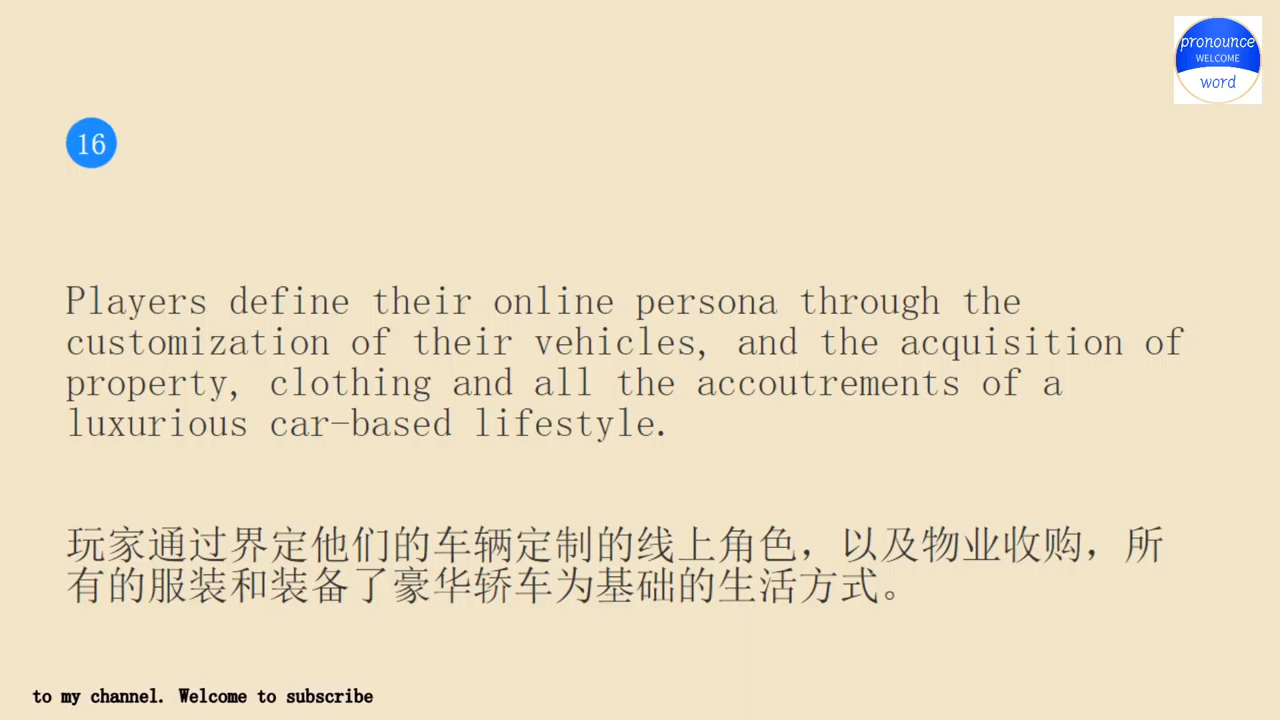 pronounce
WELCOME
word
16
Players define their online persona through the
customization of their vehicles, and the acquisition of
property, clothing and all the accoutrements of a
luxurious car-based lifestyle.
玩家通过界定他们的车辆定制的线上角色，以及物业收购，所
有的服装和装备了豪华轿车为基础的生活方式。
to my channel. Welcome to subscribe